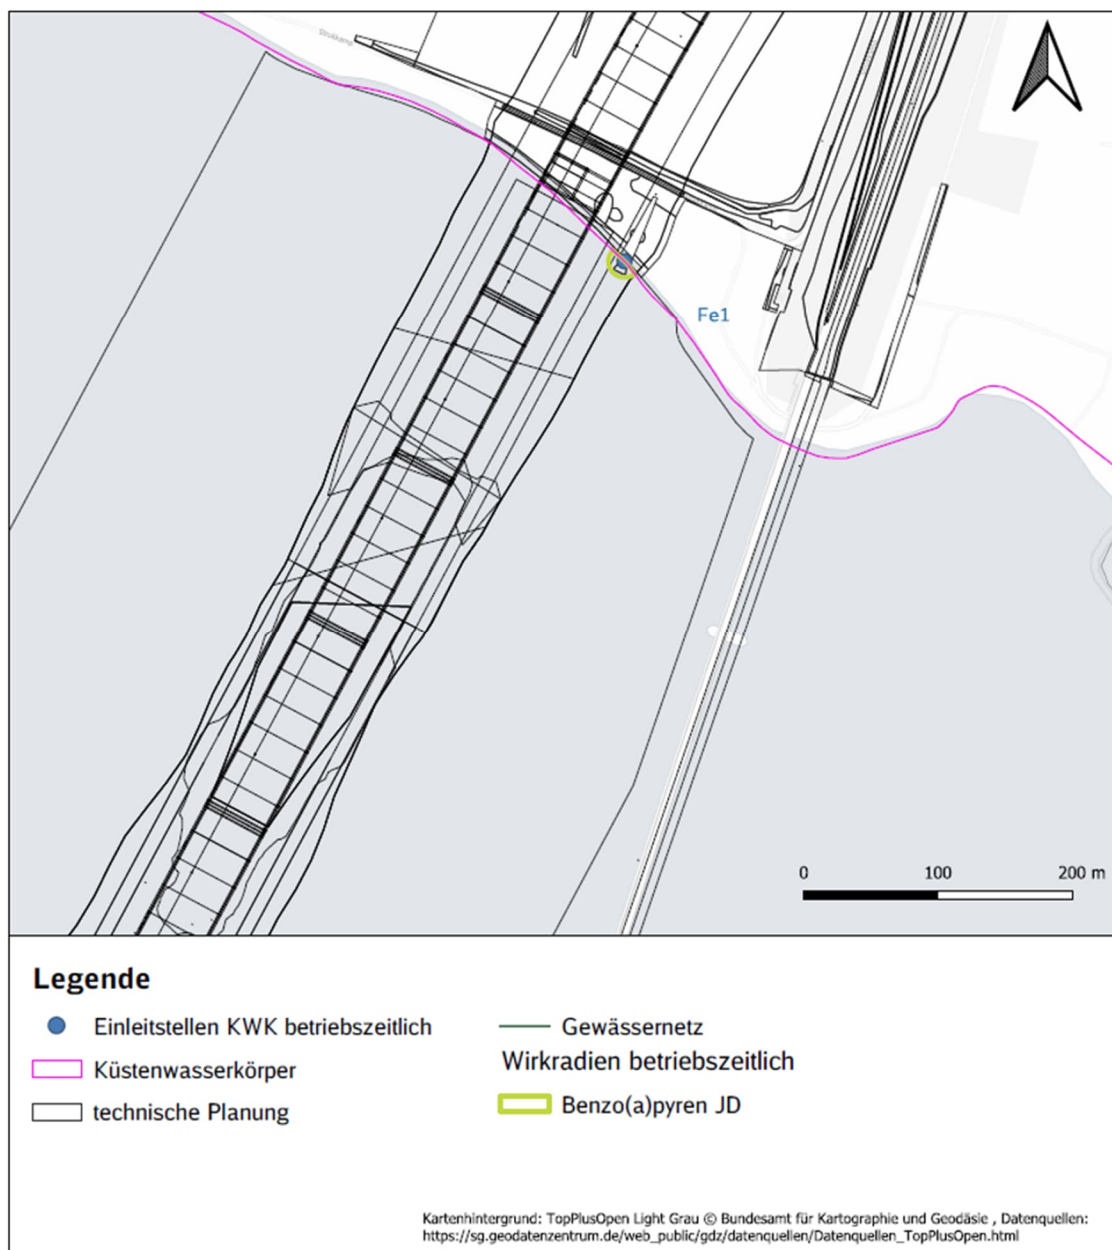 Strukkamp
Fe1
0 100 200 m
Legende
Einleitstellen KWK betriebszeitlich
Küstenwasserkörper
technische Planung
Gewässernetz
Wirkradien betriebszeitlich
Benzo(a)pyren JD
Kartenhintergrund: TopPlusOpen Light Grau © Bundesamt für Kartographie und Geodäsie , Datenquellen:
https://sg.geodatenzentrum.de/web_public/gdz/datenquellen/Datenquellen_TopPlusOpen.html